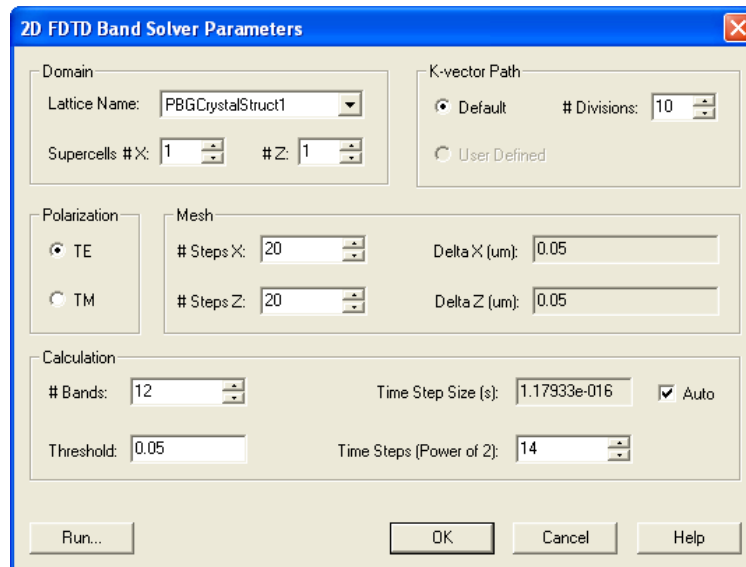 2D FDTD Band Solver Parameters
Domain
Lattice Name: PBGCrystalStruct1
Supercells #X: 1 #Z: 1
K-vector Path
Default # Divisions: 10
User Defined
Polarization
TE
TM
Mesh
# Steps X: 20 Delta X (um): 0.05
# Steps Z: 20 Delta Z (um): 0.05
Calculation
# Bands: 12 Time Step Size (s): 1.17933e-016 Auto
Threshold: 0.05 Time Steps (Power of 2): 14
Run... OK Cancel Help